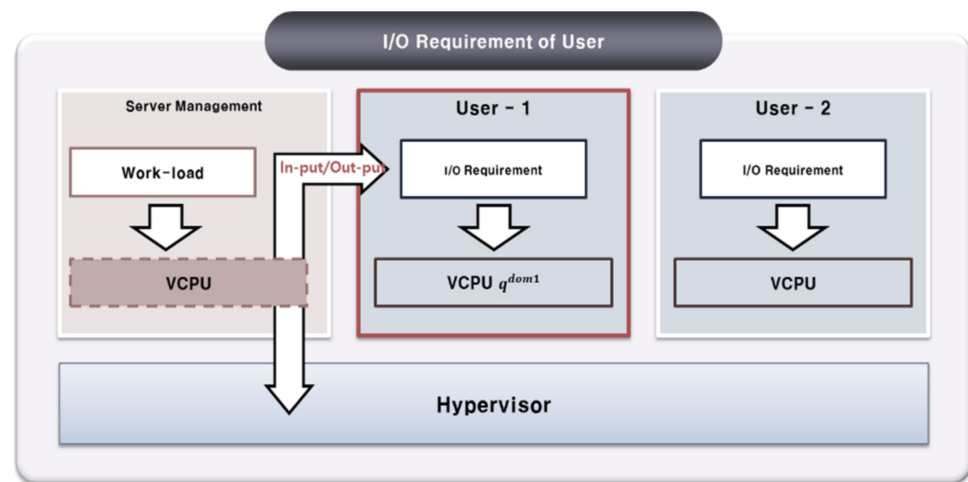 I/O Requirement of User
Server Management
Work-load
VCPU
In-put/Out-put
User - 1
I/O Requirement
VCPU q^dom1
User - 2
I/O Requirement
VCPU
Hypervisor